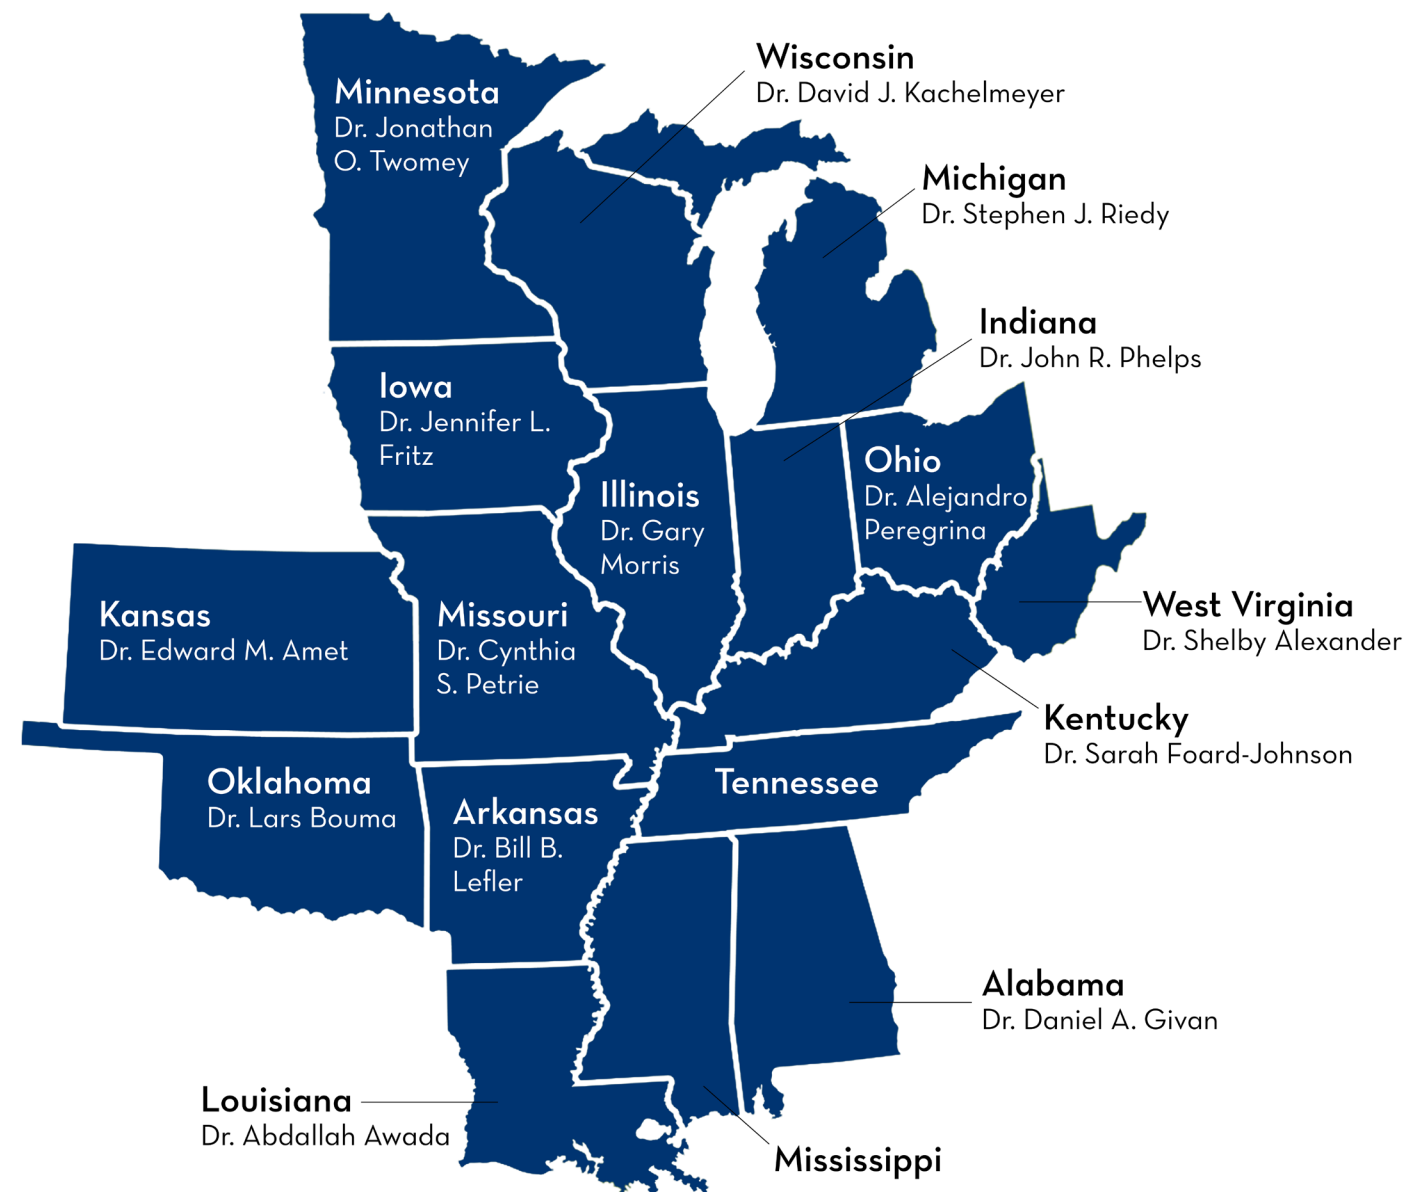 Wisconsin
Dr. David J. Kachelmeyer
Minnesota
Dr. Jonathan
O. Twomey
Michigan
Dr. Stephen J. Riedy
Indiana
Dr. John R. Phelps
Iowa
Dr. Jennifer L.
Fritz
Ohio
Dr. Alejandro
Peregrina
Illinois
Dr. Gary
Morris
Kansas
Dr. Edward M. Amet
Missouri
Dr. Cynthia
S. Petrie
West Virginia
Dr. Shelby Alexander
Kentucky
Dr. Sarah Foard-Johnson
Oklahoma
Dr. Lars Bouma
Tennessee
Arkansas
Dr. Bill B.
Lefler
Alabama
Dr. Daniel A. Givan
Louisiana
Dr. Abdallah Awada
Mississippi